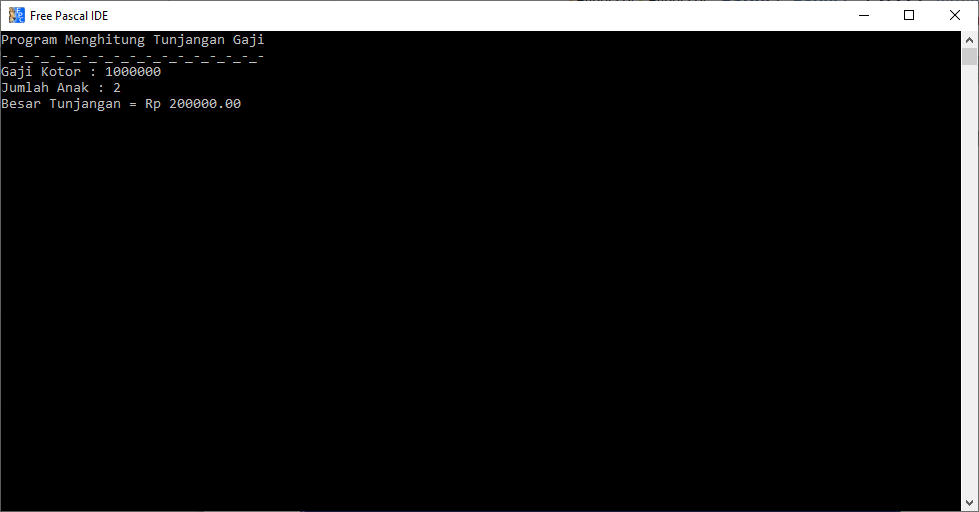 Free Pascal IDE
Program Menghitung Tunjangan Gaji
-_-_-_-_-_-_-_-_-_-_-_-_-_-_-_-_-
Gaji Kotor : 1000000
Jumlah Anak : 2
Besar Tunjangan = Rp 200000.00